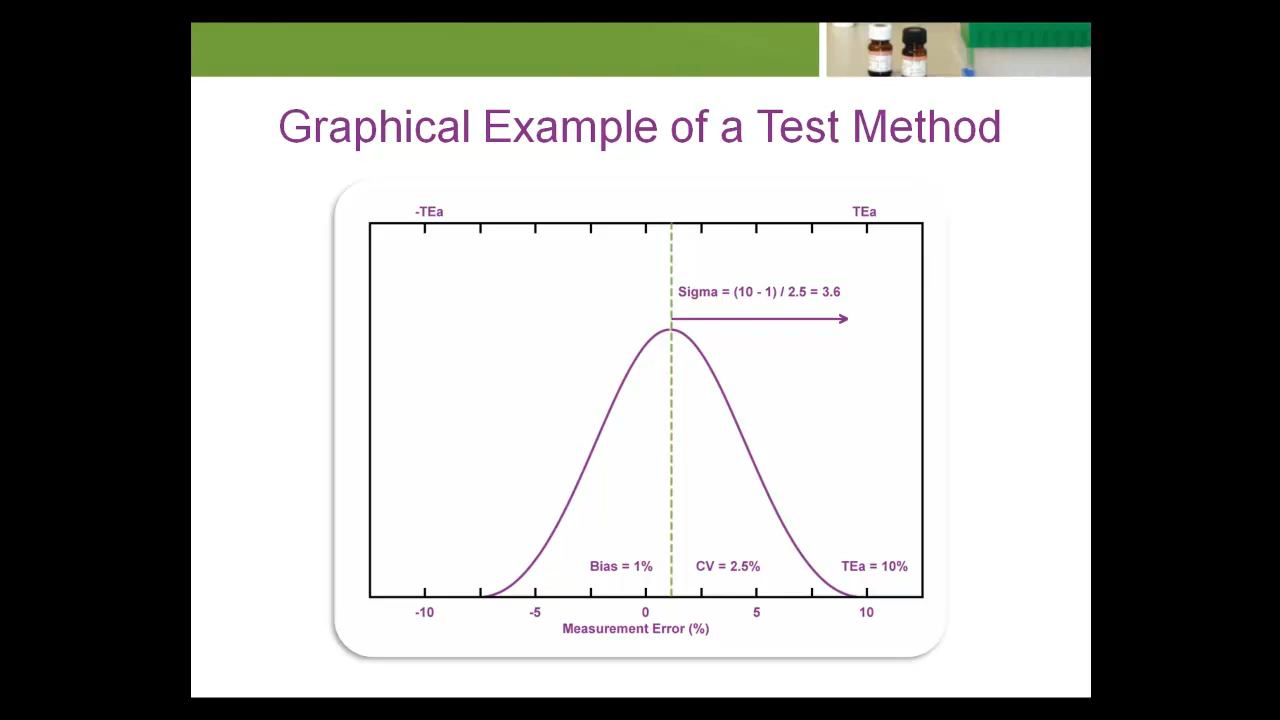 Graphical Example of a Test Method
-TEa TEa
Sigma = (10 - 1) / 2.5 = 3.6
Bias = 1% CV = 2.5% TEa = 10%
-10 -5 0 5 10
Measurement Error (%)